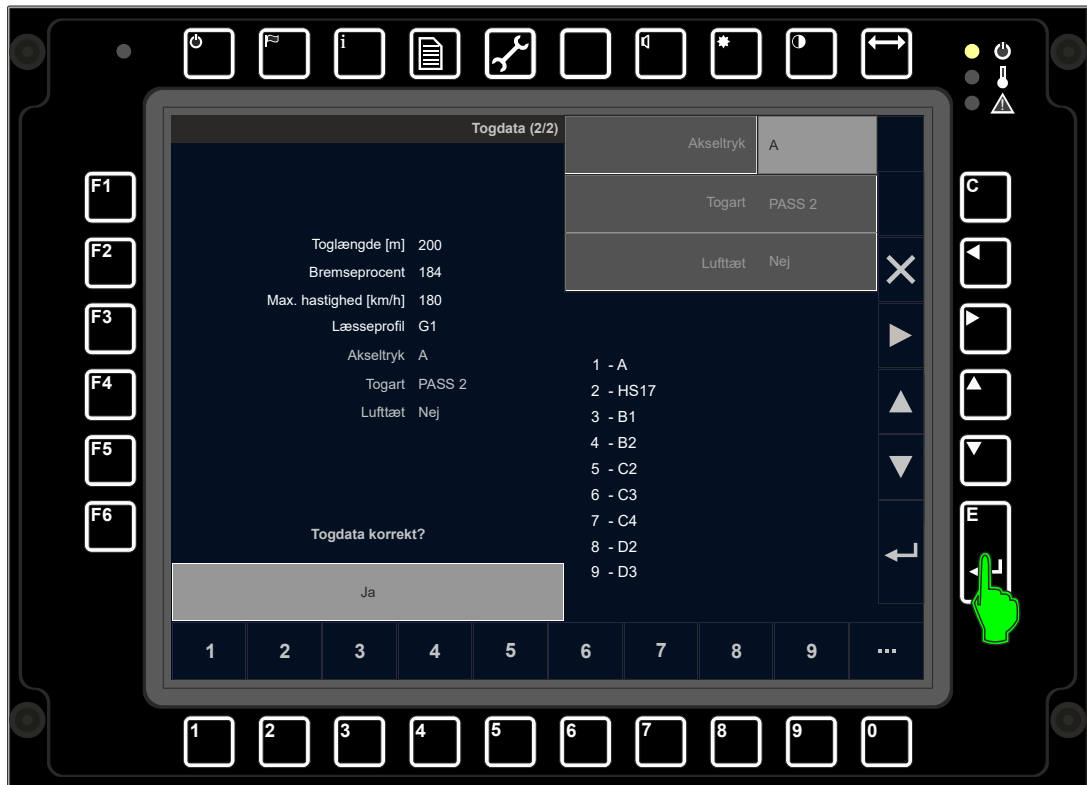 i
Togdata (2/2)
Akseltryk A
Togart PASS 2
Lufttæt Nej
F1
F2
F3
F4
F5
F6
C
E
Toglængde [m] 200
Bremseprocent 184
Max. hastighed [km/h] 180
Læsseprofil G1
Akseltryk A
Togart PASS 2
Lufttæt Nej
1 - A
2 - HS17
3 - B1
4 - B2
5 - C2
6 - C3
7 - C4
8 - D2
9 - D3
Togdata korrekt?
Ja
1 2 3 4 5 6 7 8 9 ...
1 2 3 4 5 6 7 8 9 0